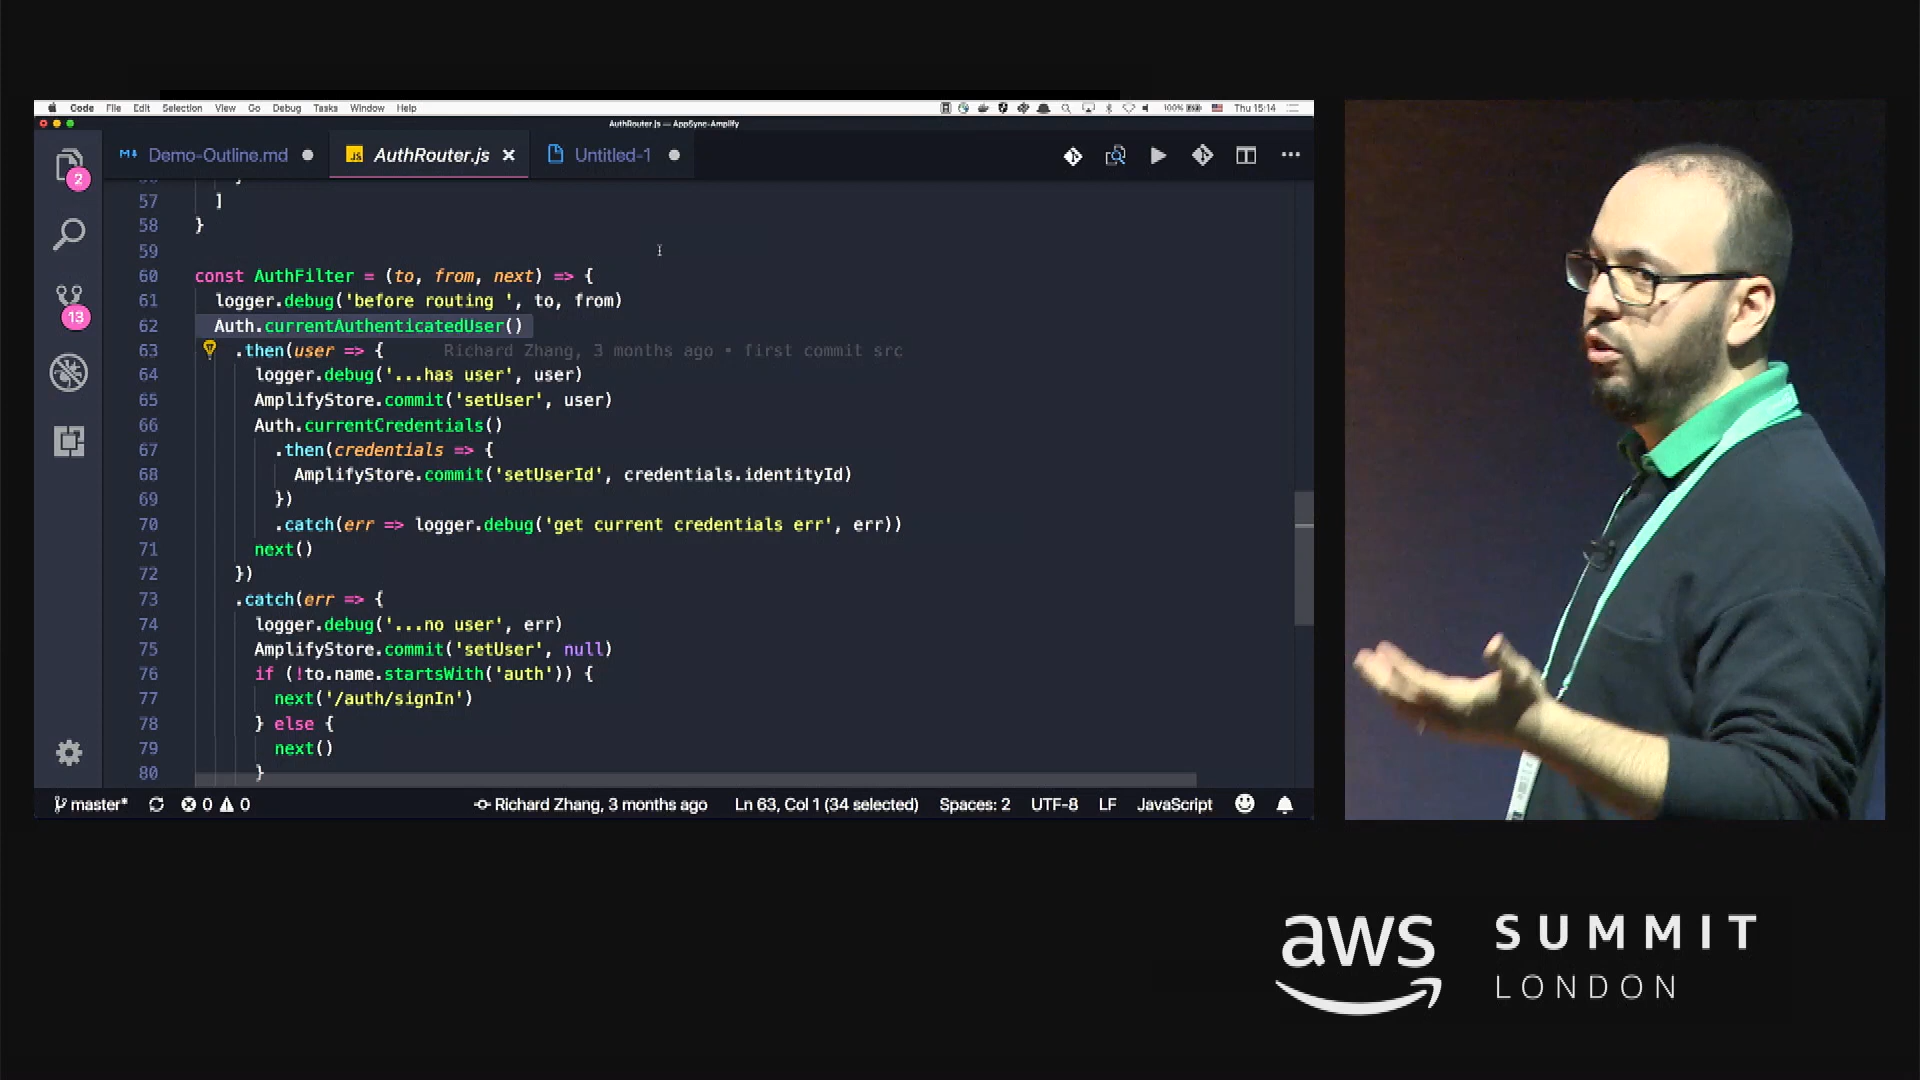 Code File Edit Selection View Go Debug Tasks Window Help
100% Thu 15:14
AuthRouter.js — AppSync-Amplify
Demo-Outline.md
JS AuthRouter.js
Untitled-1
2
13
57 ]
58 }
59
60 const AuthFilter = (to, from, next) => {
61 logger.debug('before routing ', to, from)
62 Auth.currentAuthenticatedUser()
63 .then(user => { Richard Zhang, 3 months ago • first commit src
64 logger.debug('...has user', user)
65 AmplifyStore.commit('setUser', user)
66 Auth.currentCredentials()
67 .then(credentials => {
68 AmplifyStore.commit('setUserId', credentials.identityId)
69 })
70 .catch(err => logger.debug('get current credentials err', err))
71 next()
72 })
73 .catch(err => {
74 logger.debug('...no user', err)
75 AmplifyStore.commit('setUser', null)
76 if (!to.name.startsWith('auth')) {
77 next('/auth/signIn')
78 } else {
79 next()
80 }
master* 0 0 Richard Zhang, 3 months ago Ln 63, Col 1 (34 selected) Spaces: 2 UTF-8 LF JavaScript
aws SUMMIT
LONDON